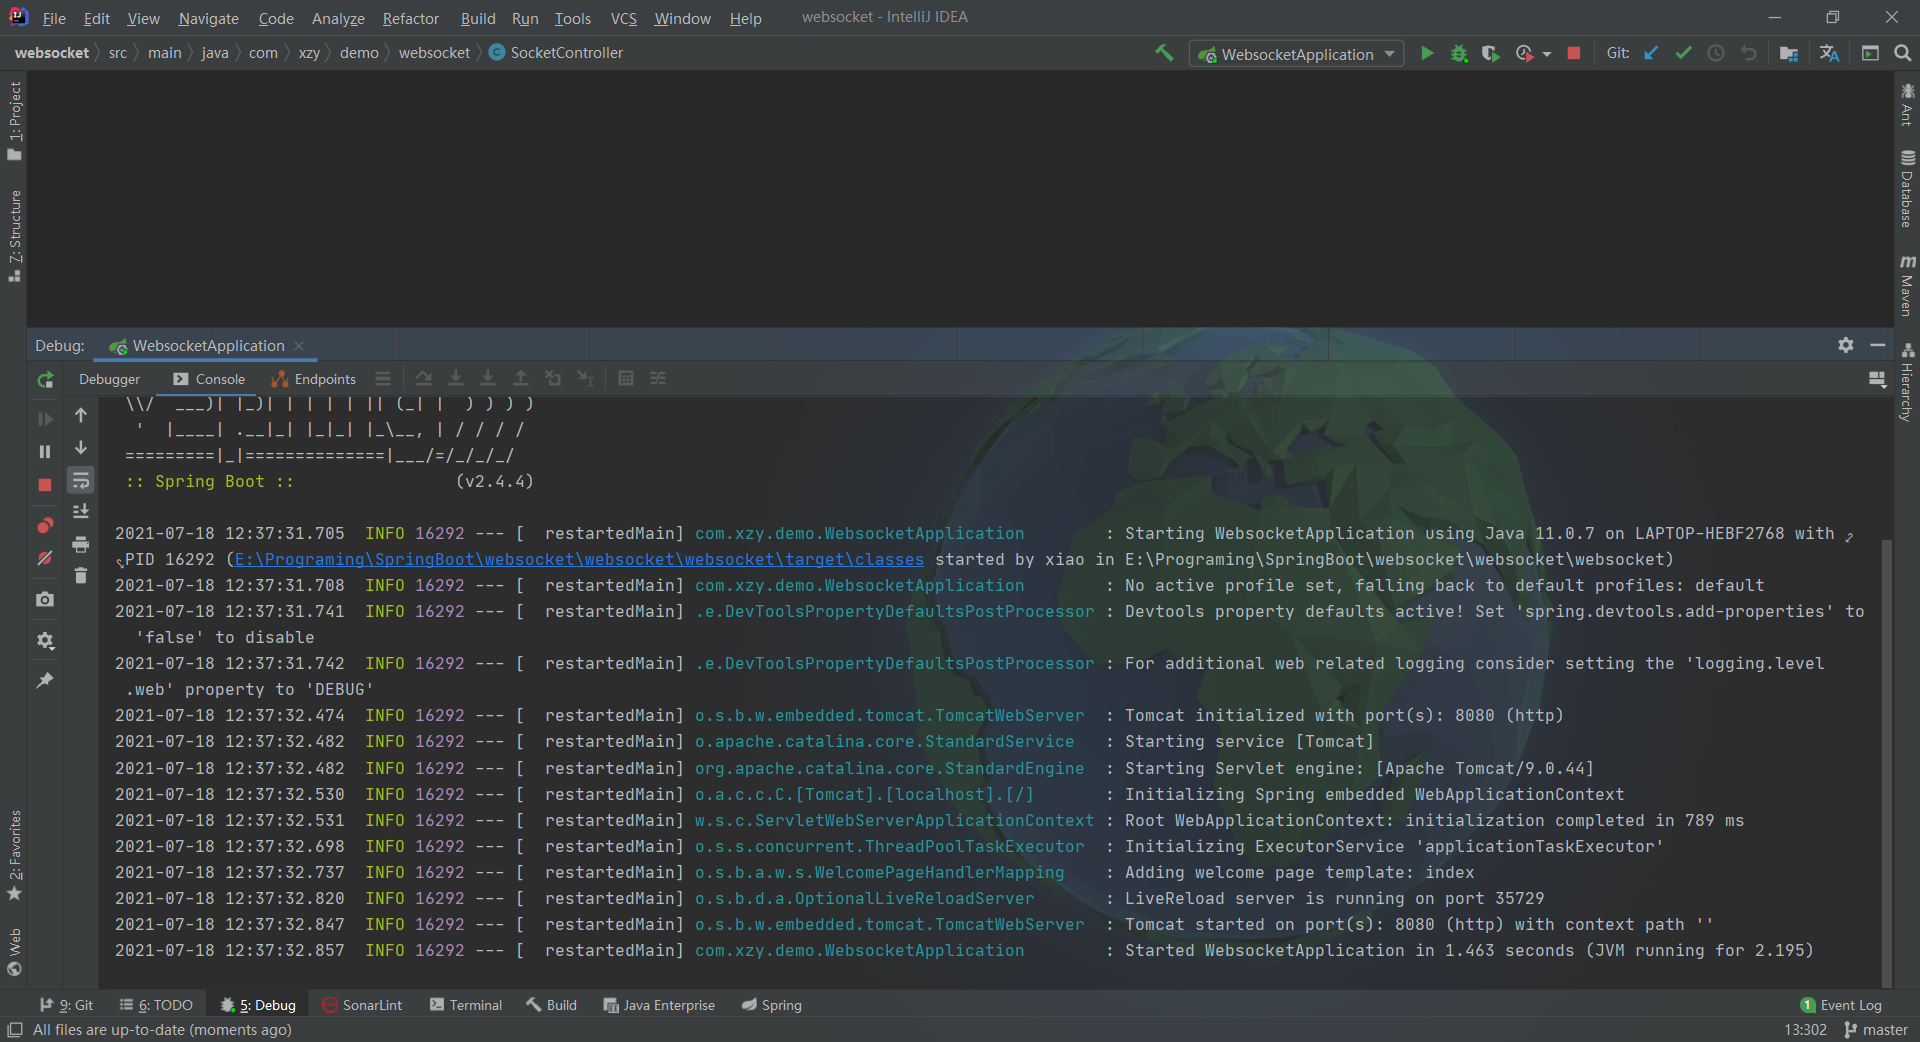 File Edit View Navigate Code Analyze Refactor Build Run Tools VCS Window Help websocket - IntelliJ IDEA
websocket src main java com xzy demo websocket SocketController WebsocketApplication Git:
1: Project
7: Structure
2: Favorites
Web
Ant
Database
Maven
Hierarchy
Debug: WebsocketApplication
Debugger Console Endpoints
\\/  ___)| |_)| | | | | || (_| |  ) ) ) )
'  |____| .__|_| |_|_| |_\__, | / / / /
=========|_|==============|___/=/_/_/_/
:: Spring Boot ::                (v2.4.4)
2021-07-18 12:37:31.705  INFO 16292 --- [  restartedMain] com.xzy.demo.WebsocketApplication        : Starting WebsocketApplication using Java 11.0.7 on LAPTOP-HEBF2768 with
PID 16292 (E:\Programing\SpringBoot\websocket\websocket\websocket\target\classes started by xiao in E:\Programing\SpringBoot\websocket\websocket\websocket)
2021-07-18 12:37:31.708  INFO 16292 --- [  restartedMain] com.xzy.demo.WebsocketApplication        : No active profile set, falling back to default profiles: default
2021-07-18 12:37:31.741  INFO 16292 --- [  restartedMain] .e.DevToolsPropertyDefaultsPostProcessor : Devtools property defaults active! Set 'spring.devtools.add-properties' to
'false' to disable
2021-07-18 12:37:31.742  INFO 16292 --- [  restartedMain] .e.DevToolsPropertyDefaultsPostProcessor : For additional web related logging consider setting the 'logging.level
.web' property to 'DEBUG'
2021-07-18 12:37:32.474  INFO 16292 --- [  restartedMain] o.s.b.w.embedded.tomcat.TomcatWebServer  : Tomcat initialized with port(s): 8080 (http)
2021-07-18 12:37:32.482  INFO 16292 --- [  restartedMain] o.apache.catalina.core.StandardService   : Starting service [Tomcat]
2021-07-18 12:37:32.482  INFO 16292 --- [  restartedMain] org.apache.catalina.core.StandardEngine  : Starting Servlet engine: [Apache Tomcat/9.0.44]
2021-07-18 12:37:32.530  INFO 16292 --- [  restartedMain] o.a.c.c.C.[Tomcat].[localhost].[/]       : Initializing Spring embedded WebApplicationContext
2021-07-18 12:37:32.531  INFO 16292 --- [  restartedMain] w.s.c.ServletWebServerApplicationContext : Root WebApplicationContext: initialization completed in 789 ms
2021-07-18 12:37:32.698  INFO 16292 --- [  restartedMain] o.s.s.concurrent.ThreadPoolTaskExecutor  : Initializing ExecutorService 'applicationTaskExecutor'
2021-07-18 12:37:32.737  INFO 16292 --- [  restartedMain] o.s.b.a.w.s.WelcomePageHandlerMapping    : Adding welcome page template: index
2021-07-18 12:37:32.820  INFO 16292 --- [  restartedMain] o.s.b.d.a.OptionalLiveReloadServer       : LiveReload server is running on port 35729
2021-07-18 12:37:32.847  INFO 16292 --- [  restartedMain] o.s.b.w.embedded.tomcat.TomcatWebServer  : Tomcat started on port(s): 8080 (http) with context path ''
2021-07-18 12:37:32.857  INFO 16292 --- [  restartedMain] com.xzy.demo.WebsocketApplication        : Started WebsocketApplication in 1.463 seconds (JVM running for 2.195)
9: Git 6: TODO 5: Debug SonarLint Terminal Build Java Enterprise Spring 1 Event Log
All files are up-to-date (moments ago) 13:302 master